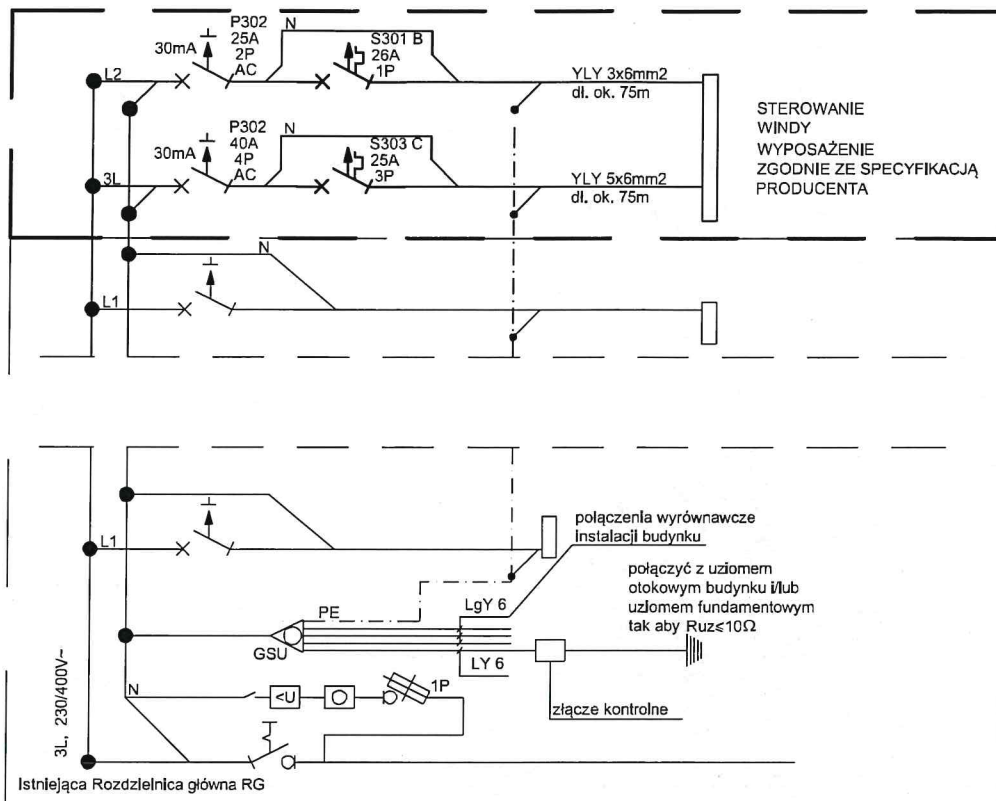 P302
25A
2P
AC
30mA
N
S301 B
26A
1P
L2
YLY 3x6mm2
dł. ok. 75m
STEROWANIE
WINDY
WYPOSAŻENIE
ZGODNIE ZE SPECYFIKACJĄ
PRODUCENTA
P302
40A
4P
AC
30mA
N
S303 C
25A
3P
3L
YLY 5x6mm2
dł. ok. 75m
N
L1
L1
połączenia wyrównawcze
instalacji budynku
połączyć z uziomem
otokowym budynku i/lub
uziomem fundamentowym
tak aby Ruz≤10Ω
PE
LgY 6
GSU
LY 6
N
<U
1P
złącze kontrolne
3L, 230/400V~
Istniejąca Rozdzielnica główna RG